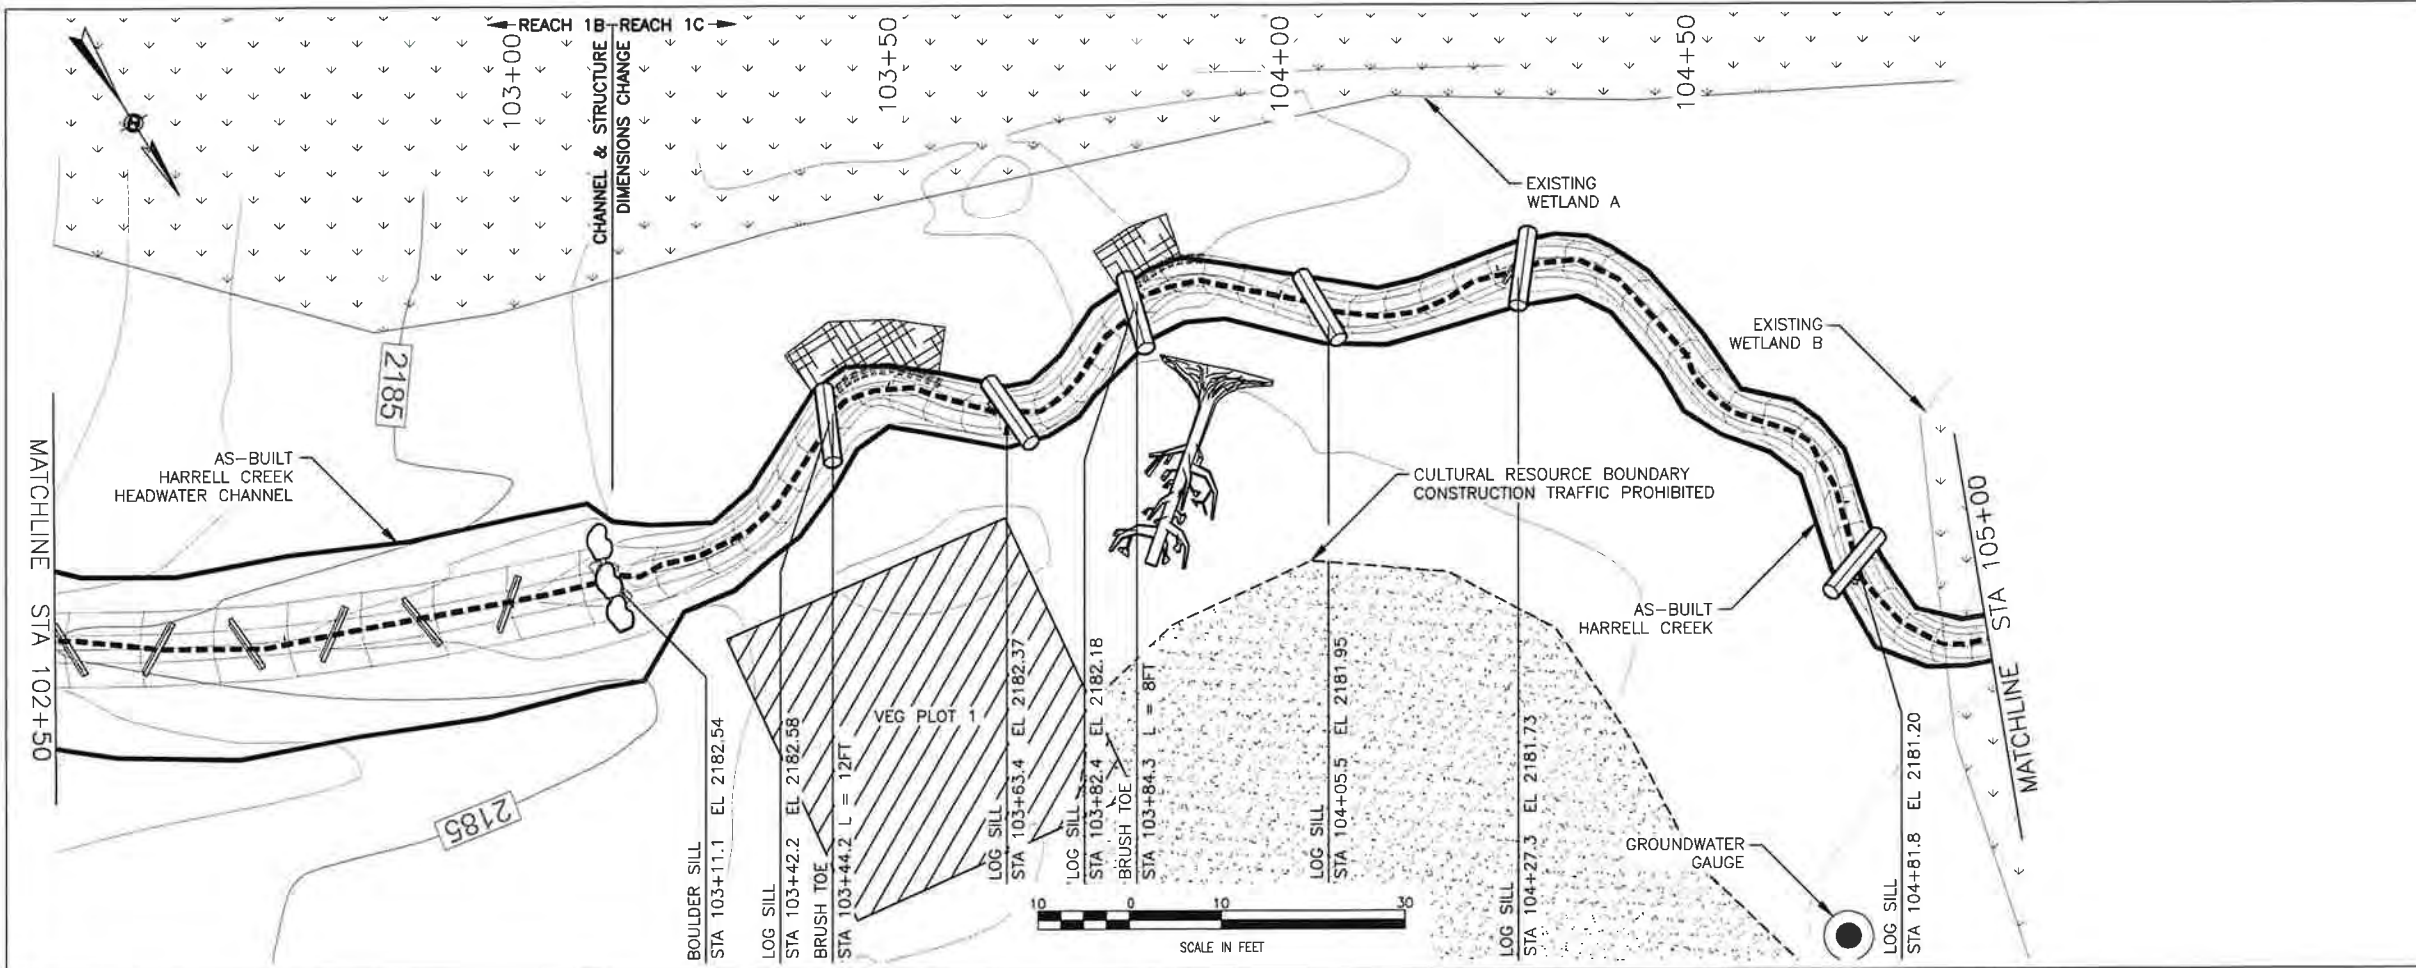 REACH 1B
REACH 1C
CHANNEL & STRUCTURE
DIMENSIONS CHANGE
103+00
103+50
104+00
104+50
N
EXISTING
WETLAND A
EXISTING
WETLAND B
2185
AS-BUILT
HARRELL CREEK
HEADWATER CHANNEL
MATCHLINE STA 102+50
CULTURAL RESOURCE BOUNDARY
CONSTRUCTION TRAFFIC PROHIBITED
AS-BUILT
HARRELL CREEK
MATCHLINE STA 105+00
VEG PLOT 1
2185
BOULDER SILL
STA 103+11.1 EL 2182.54
LOG SILL
STA 103+42.2 EL 2182.58
BRUSH TOE
STA 103+44.2 L = 12FT
LOG SILL
STA 103+63.4 EL 2182.37
LOG SILL
STA 103+82.4 EL 2182.18
BRUSH TOE
STA 103+84.3 L = 8FT
LOG SILL
STA 104+05.5 EL 2181.95
LOG SILL
STA 104+27.3 EL 2181.73
GROUNDWATER
GAUGE
LOG SILL
STA 104+81.8 EL 2181.20
10 0 10 30
SCALE IN FEET